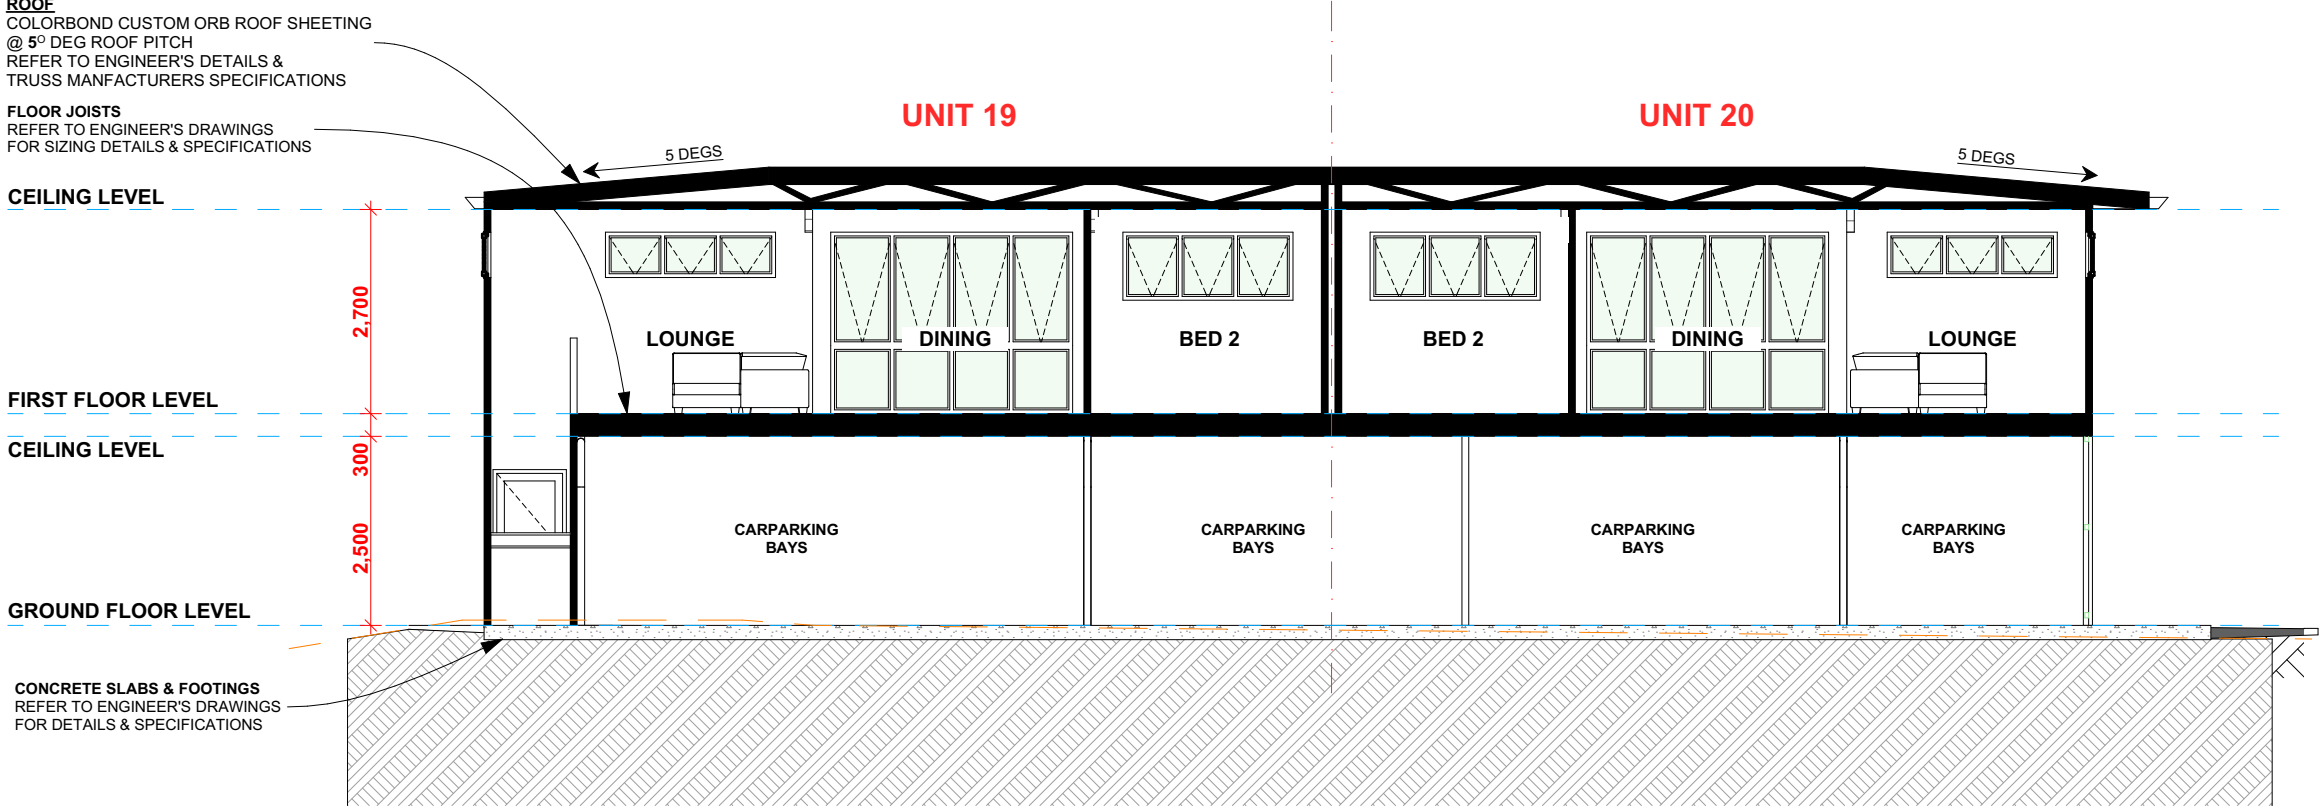 ROOF
COLORBOND CUSTOM ORB ROOF SHEETING
@ 5° DEG ROOF PITCH
REFER TO ENGINEER'S DETAILS &
TRUSS MANFACTURERS SPECIFICATIONS
FLOOR JOISTS
REFER TO ENGINEER'S DRAWINGS
FOR SIZING DETAILS & SPECIFICATIONS
UNIT 19
UNIT 20
5 DEGS
5 DEGS
CEILING LEVEL
2,700
LOUNGE
DINING
BED 2
BED 2
DINING
LOUNGE
FIRST FLOOR LEVEL
CEILING LEVEL
300
2,500
CARPARKING
BAYS
CARPARKING
BAYS
CARPARKING
BAYS
CARPARKING
BAYS
GROUND FLOOR LEVEL
CONCRETE SLABS & FOOTINGS
REFER TO ENGINEER'S DRAWINGS
FOR DETAILS & SPECIFICATIONS